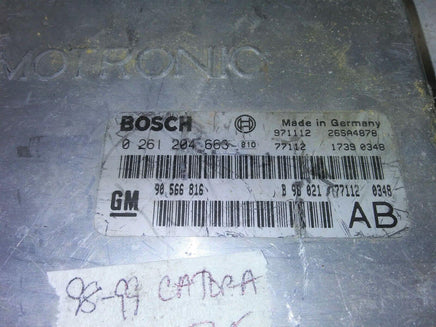 MOTRONIC
BOSCH Made in Germany
971112 26SA4878
0 261 204 663 810 77112 1739 0348
90 566 816 B 98 021 77112 0348
GM AB
98-99 CATERA